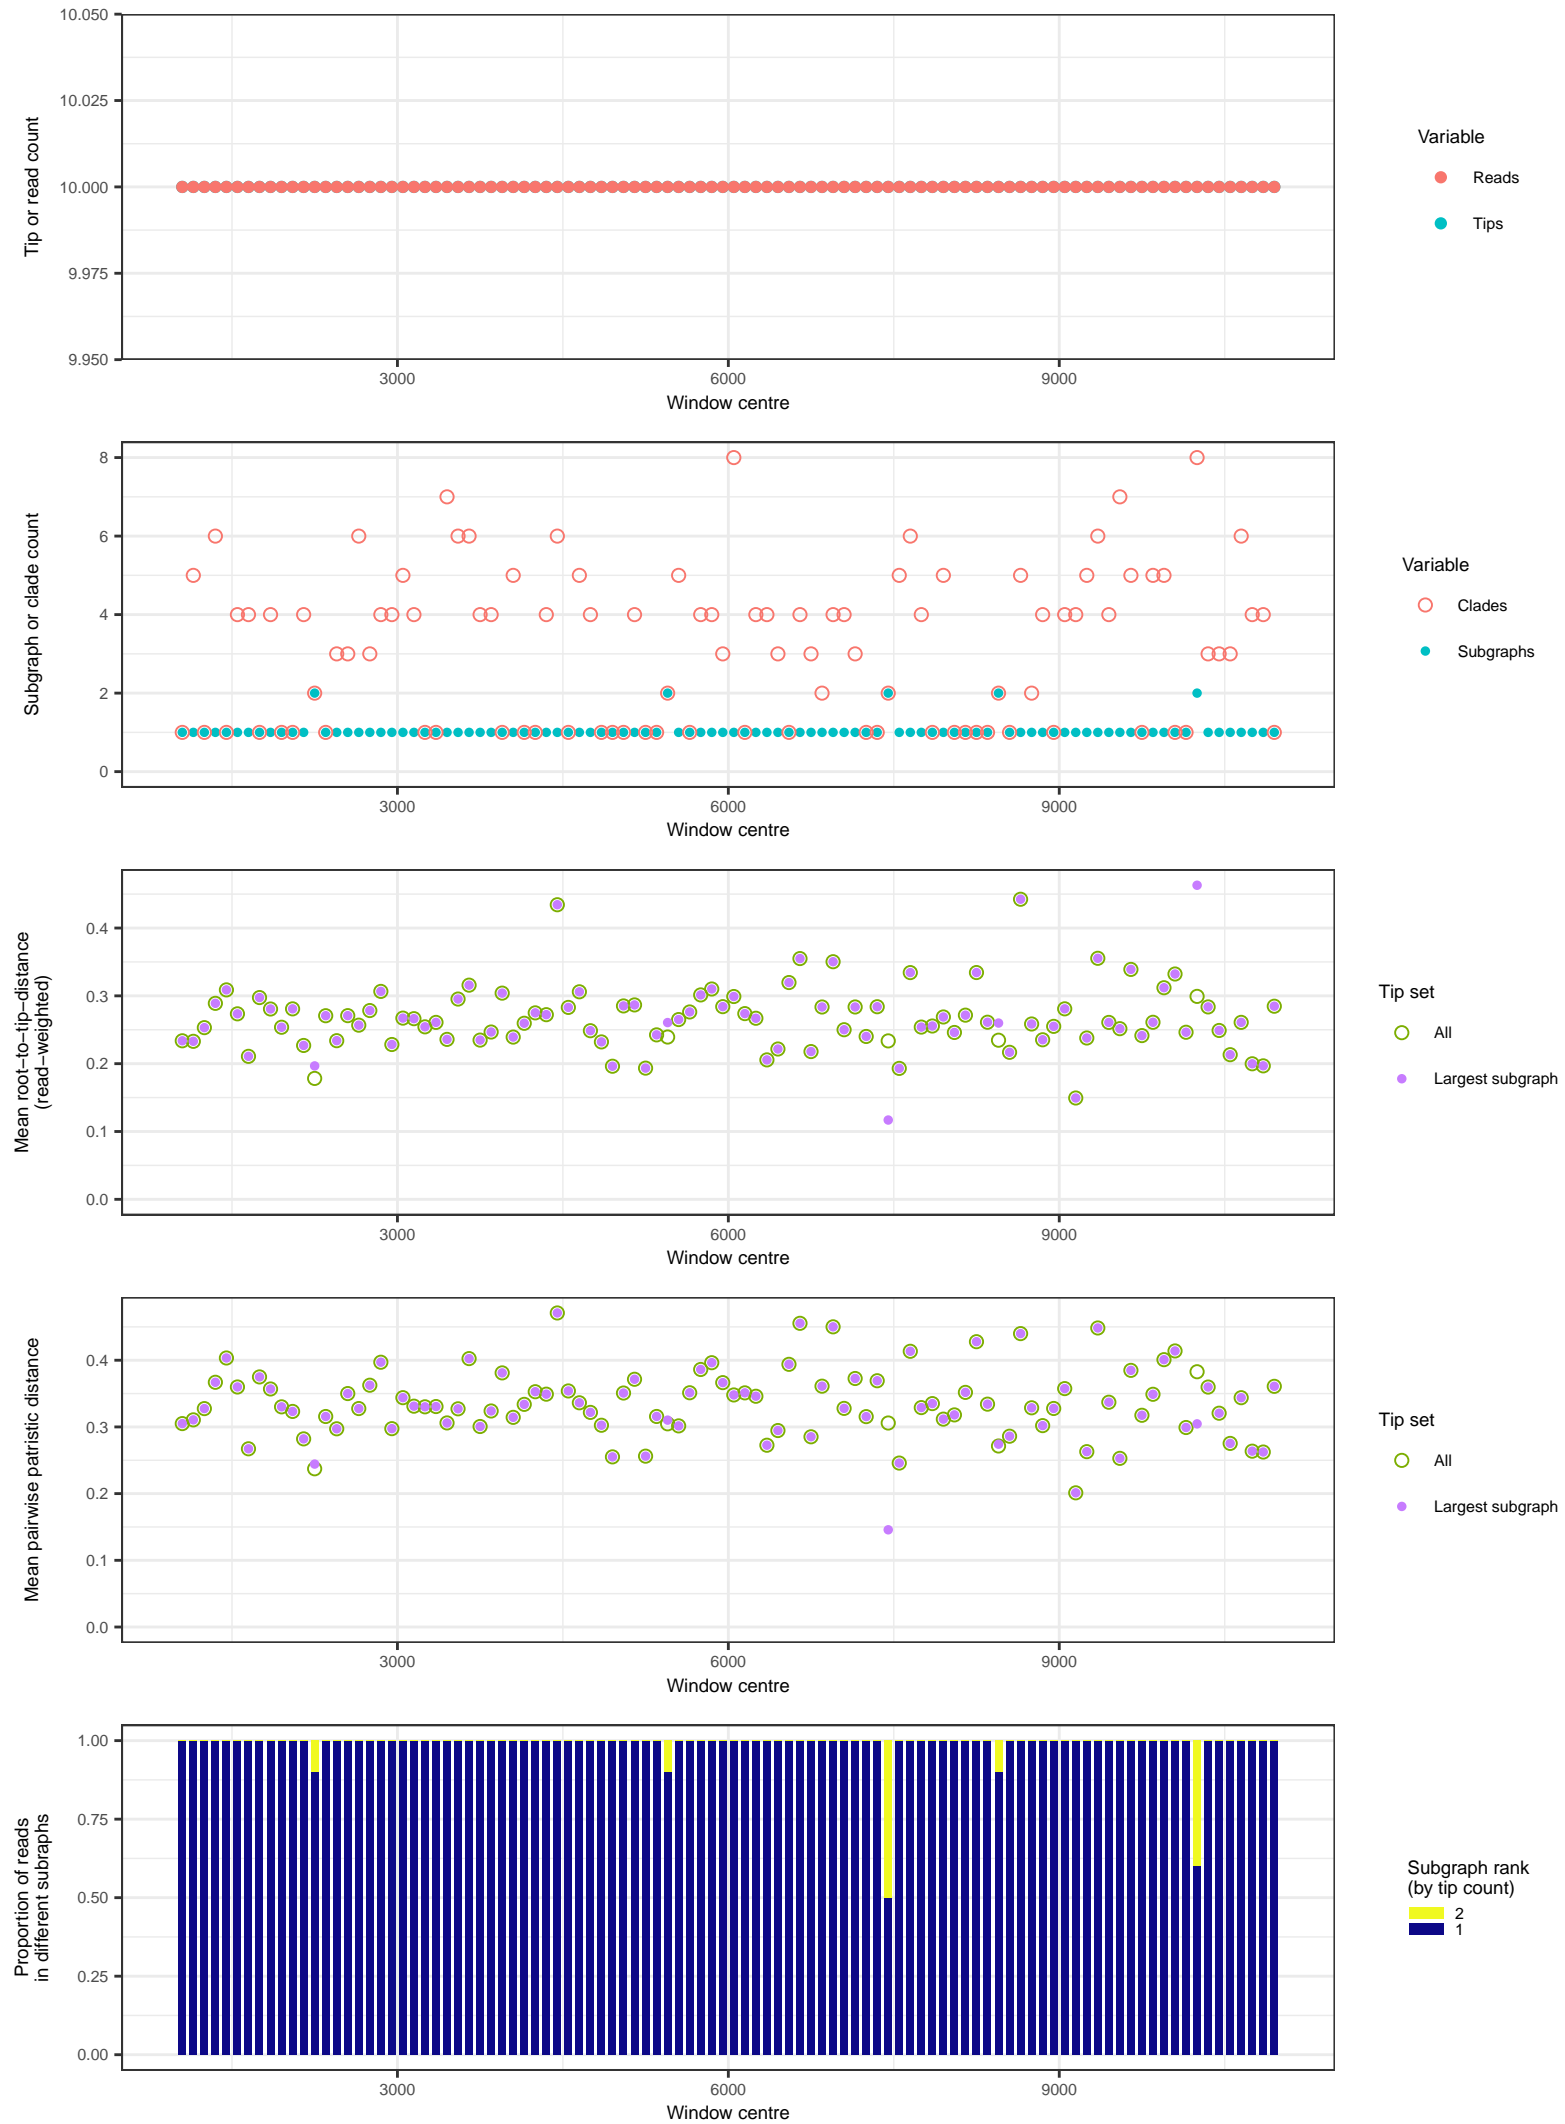 10.050
10.025
10.000
9.975
9.950
Tip or read count
3000
6000
9000
Window centre
Variable
Reads
Tips
8
6
4
2
0
Subgraph or clade count
3000
6000
9000
Window centre
Variable
Clades
Subgraphs
0.4
0.3
0.2
0.1
0.0
Mean root−to−tip−distance
(read−weighted)
3000
6000
9000
Window centre
Tip set
All
Largest subgraph
0.4
0.3
0.2
0.1
0.0
Mean pairwise patristic distance
3000
6000
9000
Window centre
Tip set
All
Largest subgraph
1.00
0.75
0.50
0.25
0.00
Proportion of reads
in different subraphs
3000
6000
9000
Window centre
Subgraph rank
(by tip count)
2
1